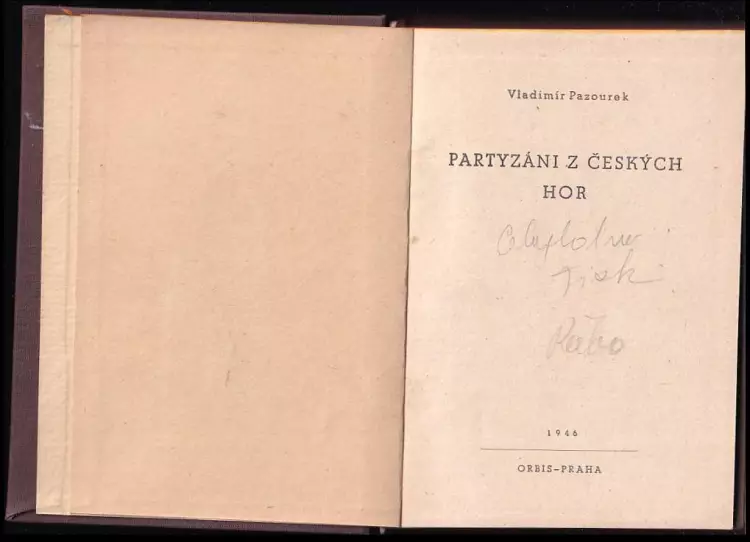 Vladimír Pazourek
PARTYZÁNI Z ČESKÝCH
HOR
1946
ORBIS-PRAHA